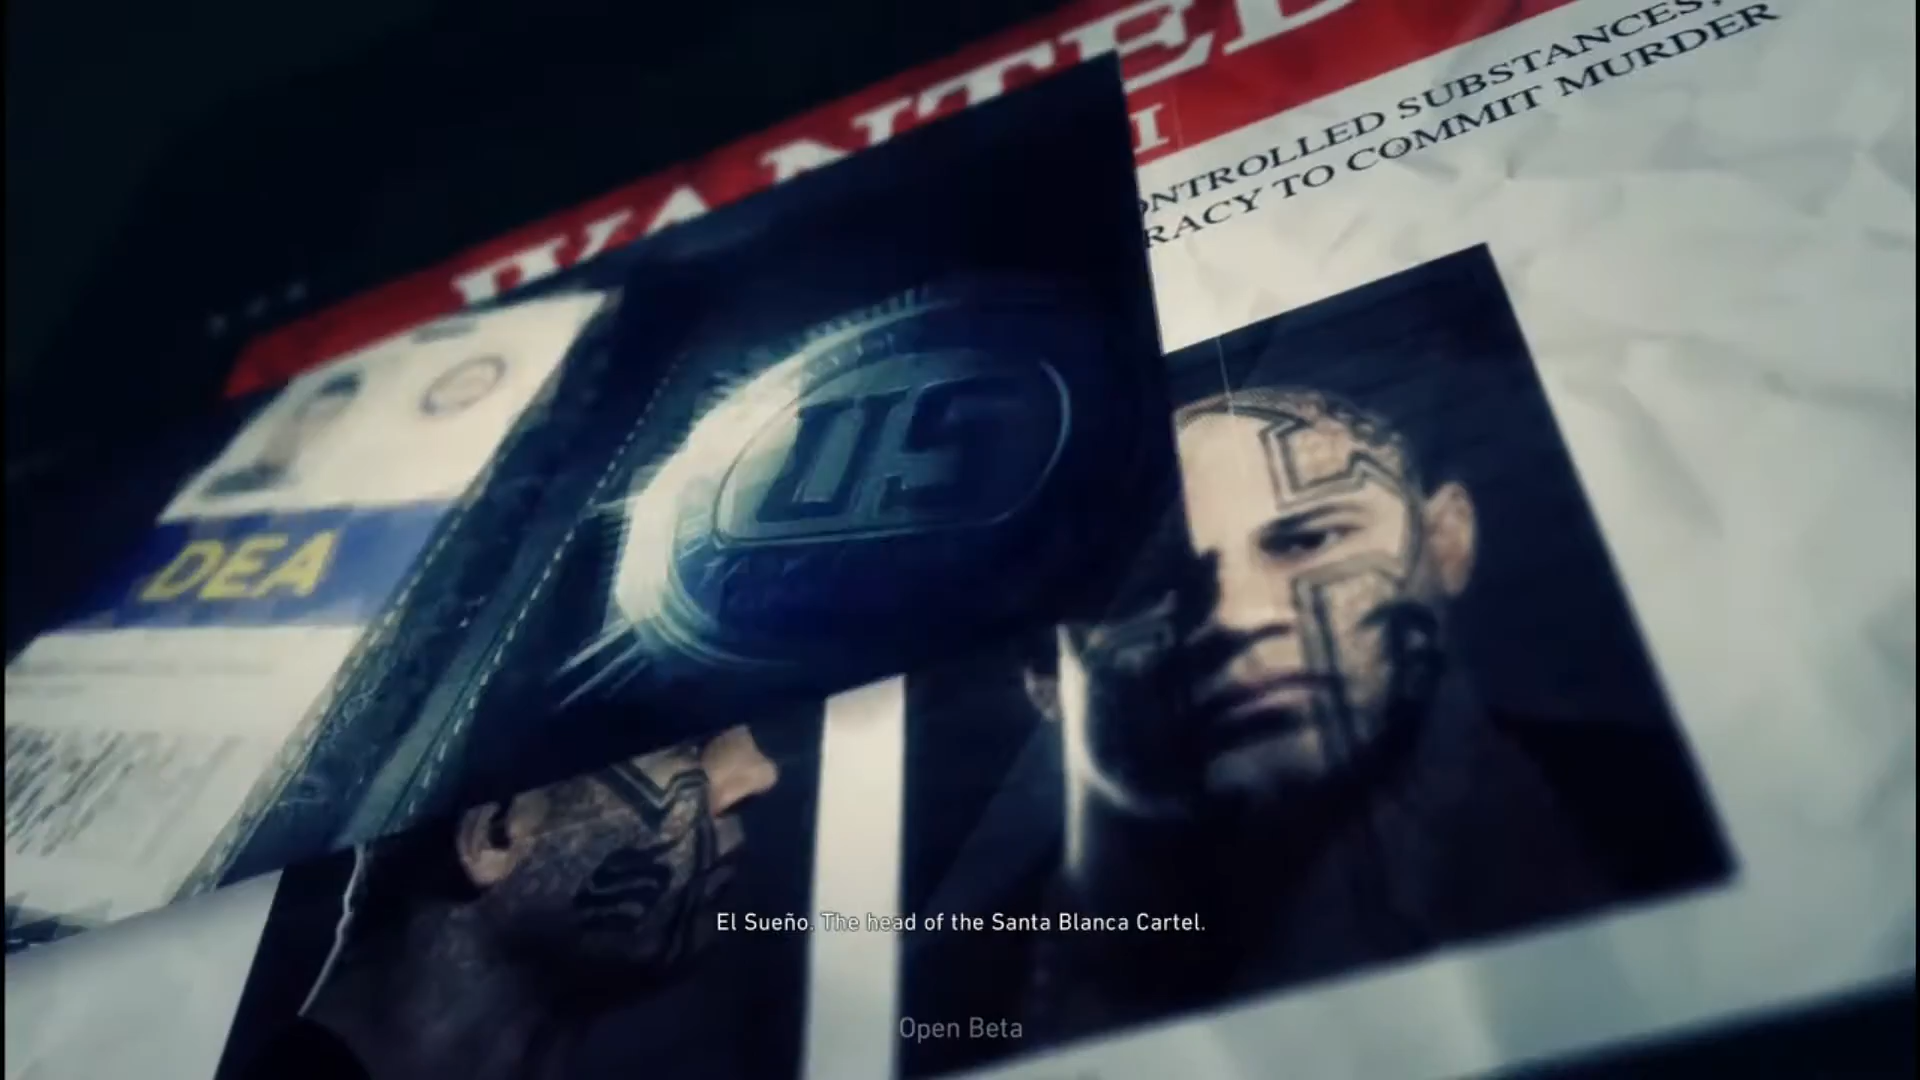 WANTED
ONTROLLED SUBSTANCES,
RACY TO COMMIT MURDER
US
DEA
El Sueño. The head of the Santa Blanca Cartel.
Open Beta